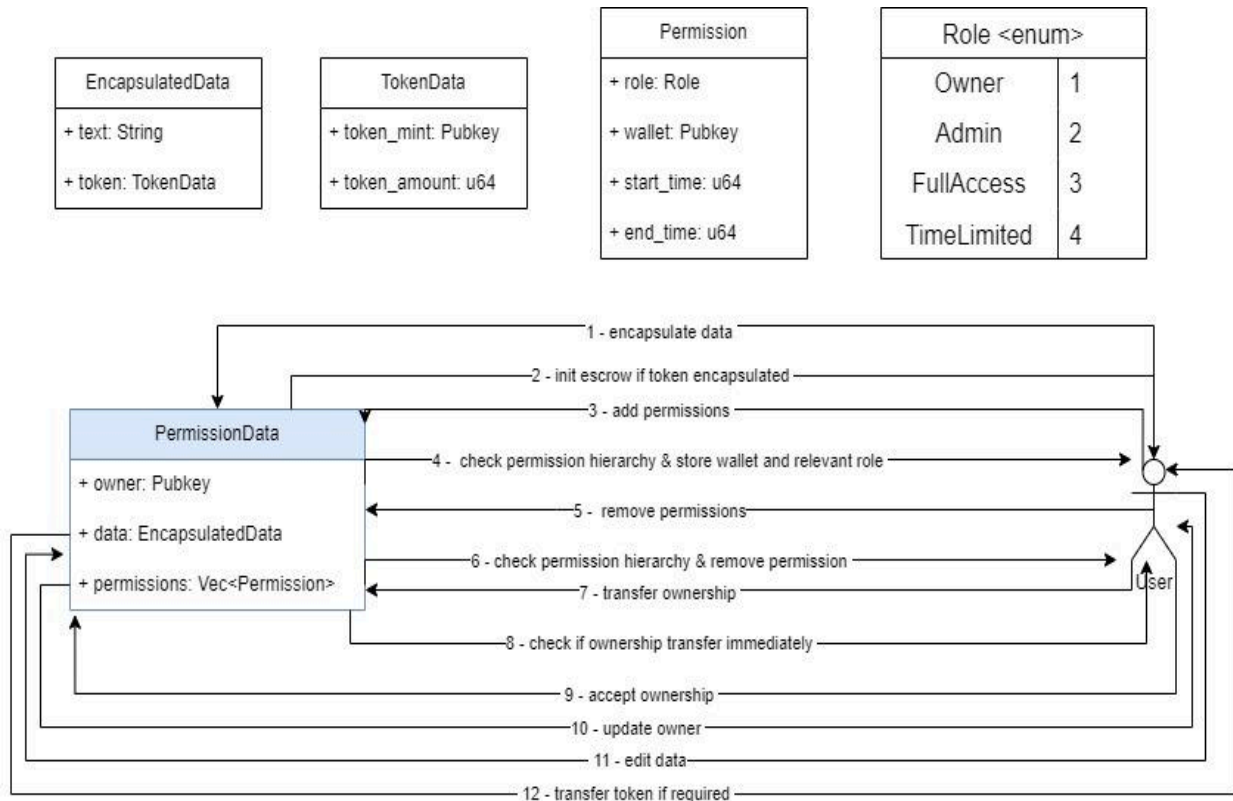 EncapsulatedData
+ text: String
+ token: TokenData
TokenData
+ token_mint: Pubkey
+ token_amount: u64
Permission
+ role: Role
+ wallet: Pubkey
+ start_time: u64
+ end_time: u64
Role <enum>
Owner 1
Admin 2
FullAccess 3
TimeLimited 4
1 - encapsulate data
2 - init escrow if token encapsulated
3 - add permissions
PermissionData
+ owner: Pubkey
+ data: EncapsulatedData
+ permissions: Vec<Permission>
4 - check permission hierarchy & store wallet and relevant role
5 - remove permissions
6 - check permission hierarchy & remove permission
User
7 - transfer ownership
8 - check if ownership transfer immediately
9 - accept ownership
10 - update owner
11 - edit data
12 - transfer token if required